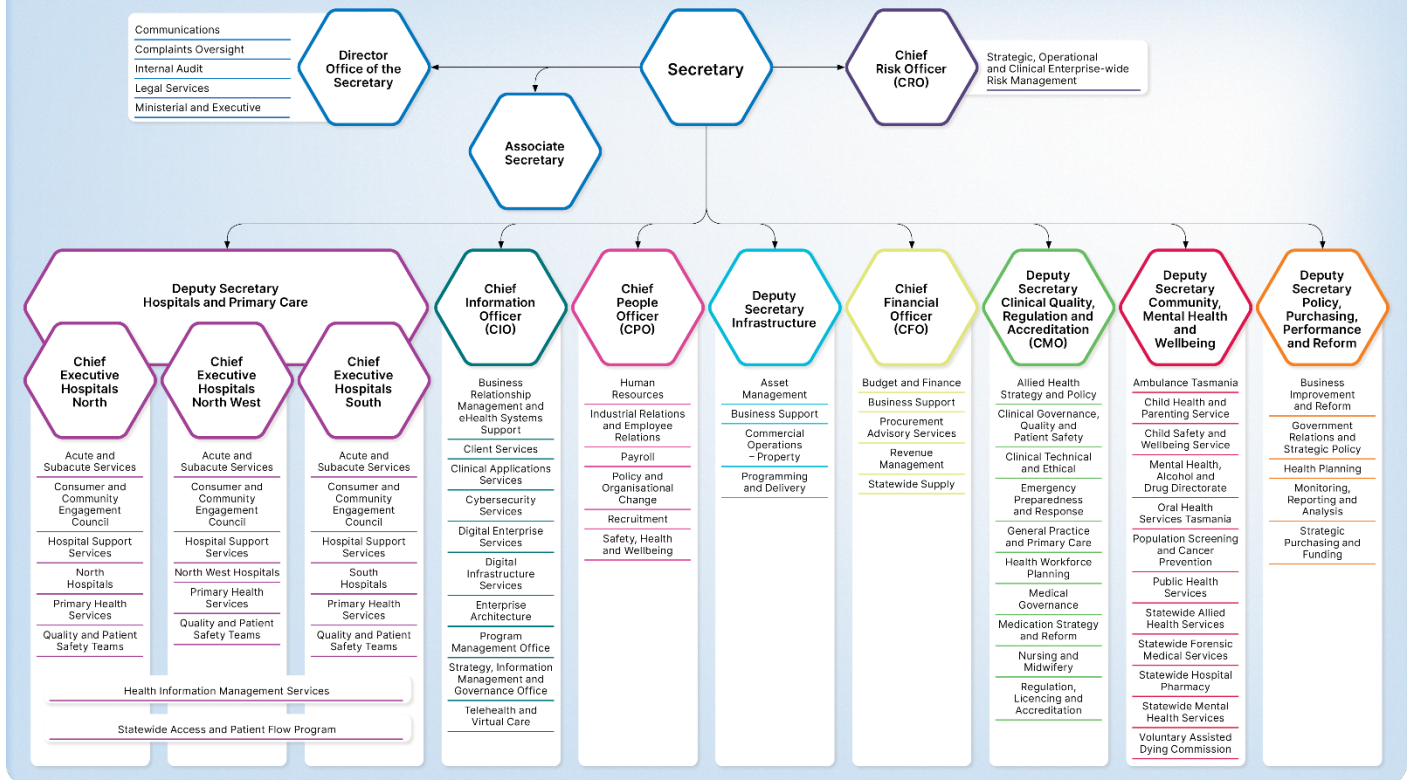 Communications
Complaints Oversight
Internal Audit
Legal Services
Ministerial and Executive
Director
Office of the
Secretary
Secretary
Chief
Risk Officer
(CRO)
Strategic, Operational
and Clinical Enterprise-wide
Risk Management
Associate
Secretary
Deputy Secretary
Hospitals and Primary Care
Chief
Executive
Hospitals
North
Acute and
Subacute Services
Consumer and
Community
Engagement
Council
Hospital Support
Services
North
Hospitals
Primary Health
Services
Quality and Patient
Safety Teams
Chief
Executive
Hospitals
North West
Acute and
Subacute Services
Consumer and
Community
Engagement
Council
Hospital Support
Services
North West Hospitals
Primary Health
Services
Quality and Patient
Safety Teams
Chief
Executive
Hospitals
South
Acute and
Subacute Services
Consumer and
Community
Engagement
Council
Hospital Support
Services
South
Hospitals
Primary Health
Services
Quality and Patient
Safety Teams
Health Information Management Services
Statewide Access and Patient Flow Program
Chief
Information
Officer
(CIO)
Business
Relationship
Management and
eHealth Systems
Support
Client Services
Clinical Applications
Services
Cybersecurity
Services
Digital Enterprise
Services
Digital
Infrastructure
Services
Enterprise
Architecture
Program
Management Office
Strategy, Information
Management and
Governance Office
Telehealth and
Virtual Care
Chief
People
Officer
(CPO)
Human
Resources
Industrial Relations
and Employee
Relations
Payroll
Policy and
Organisational
Change
Recruitment
Safety, Health
and Wellbeing
Deputy
Secretary
Infrastructure
Asset
Management
Business Support
Commercial
Operations
– Property
Programming
and Delivery
Chief
Financial
Officer
(CFO)
Budget and Finance
Business Support
Procurement
Advisory Services
Revenue
Management
Statewide Supply
Deputy
Secretary
Clinical Quality,
Regulation and
Accreditation
(CMO)
Allied Health
Strategy and Policy
Clinical Governance,
Quality and
Patient Safety
Clinical Technical
and Ethical
Emergency
Preparedness
and Response
General Practice
and Primary Care
Health Workforce
Planning
Medical
Governance
Medication Strategy
and Reform
Nursing and
Midwifery
Regulation,
Licencing and
Accreditation
Deputy
Secretary
Community,
Mental Health
and
Wellbeing
Ambulance Tasmania
Child Health and
Parenting Service
Child Safety and
Wellbeing Service
Mental Health,
Alcohol and
Drug Directorate
Oral Health
Services Tasmania
Population Screening
and Cancer
Prevention
Public Health
Services
Statewide Allied
Health Services
Statewide Forensic
Medical Services
Statewide Hospital
Pharmacy
Statewide Mental
Health Services
Voluntary Assisted
Dying Commission
Deputy
Secretary
Policy,
Purchasing,
Performance
and Reform
Business
Improvement
and Reform
Government
Relations and
Strategic Policy
Health Planning
Monitoring,
Reporting and
Analysis
Strategic
Purchasing and
Funding